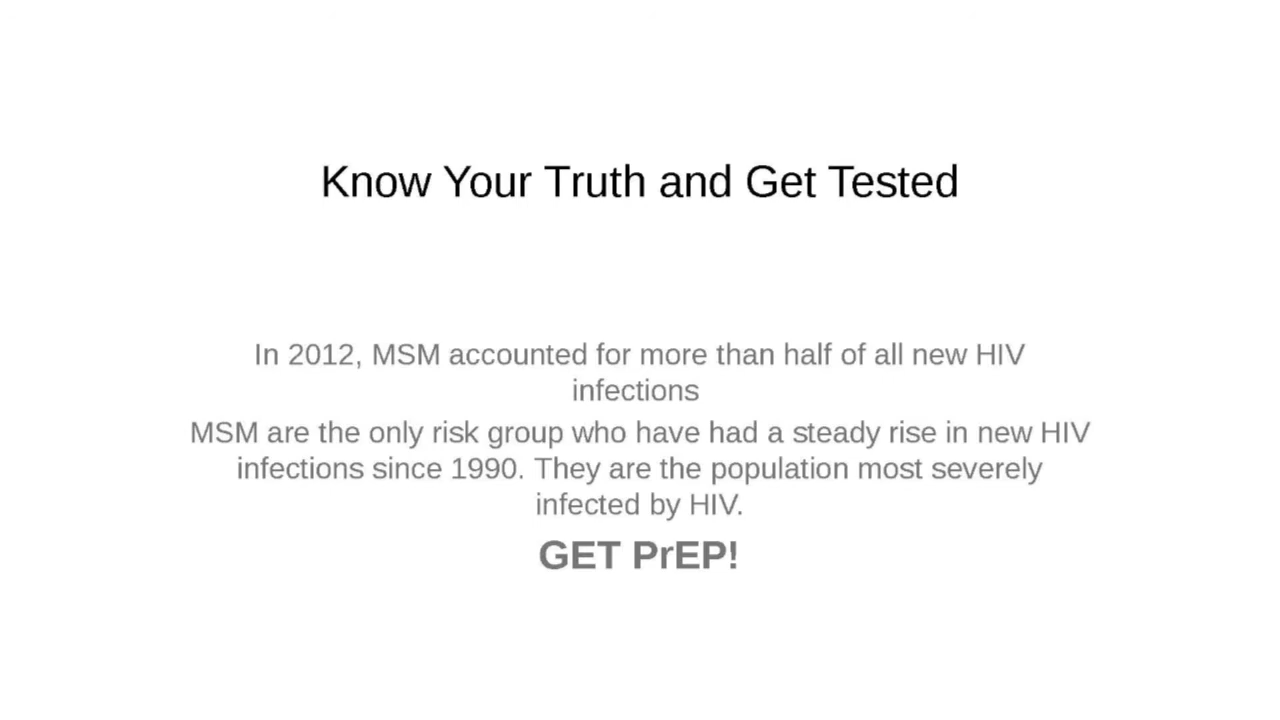 Know Your Truth and Get Tested
In 2012, MSM accounted for more than half of all new HIV
infections
MSM are the only risk group who have had a steady rise in new HIV
infections since 1990. They are the population most severely
infected by HIV.
GET PrEP!